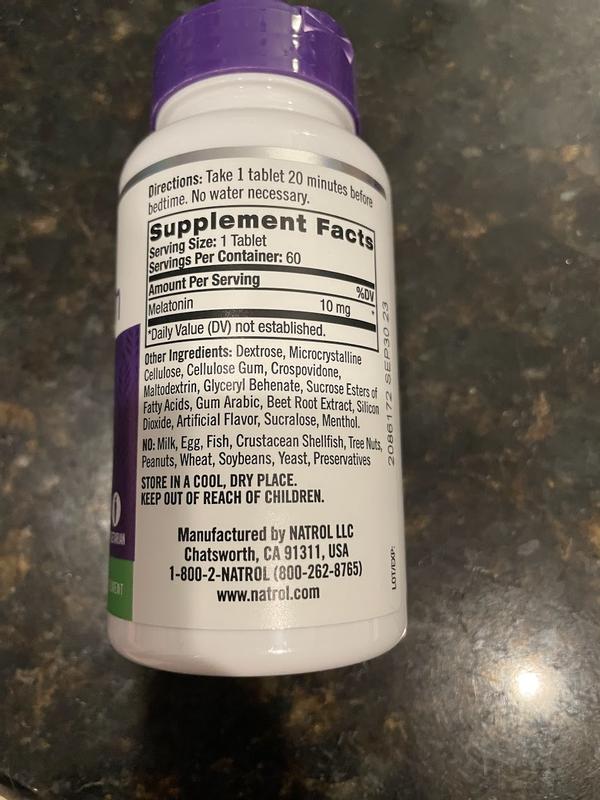 Directions: Take 1 tablet 20 minutes before
bedtime. No water necessary.
Supplement Facts
Serving Size: 1 Tablet
Servings Per Container: 60
Amount Per Serving
%DV
Melatonin 10 mg *
*Daily Value (DV) not established.
Other Ingredients: Dextrose, Microcrystalline
Cellulose, Cellulose Gum, Crospovidone,
Maltodextrin, Glyceryl Behenate, Sucrose Esters of
Fatty Acids, Gum Arabic, Beet Root Extract, Silicon
Dioxide, Artificial Flavor, Sucralose, Menthol.
NO: Milk, Egg, Fish, Crustacean Shellfish, Tree Nuts,
Peanuts, Wheat, Soybeans, Yeast, Preservatives
STORE IN A COOL, DRY PLACE.
KEEP OUT OF REACH OF CHILDREN.
Manufactured by NATROL LLC
Chatsworth, CA 91311, USA
1-800-2-NATROL (800-262-8765)
www.natrol.com
2086172 SEP30 23
LOT/EXP: